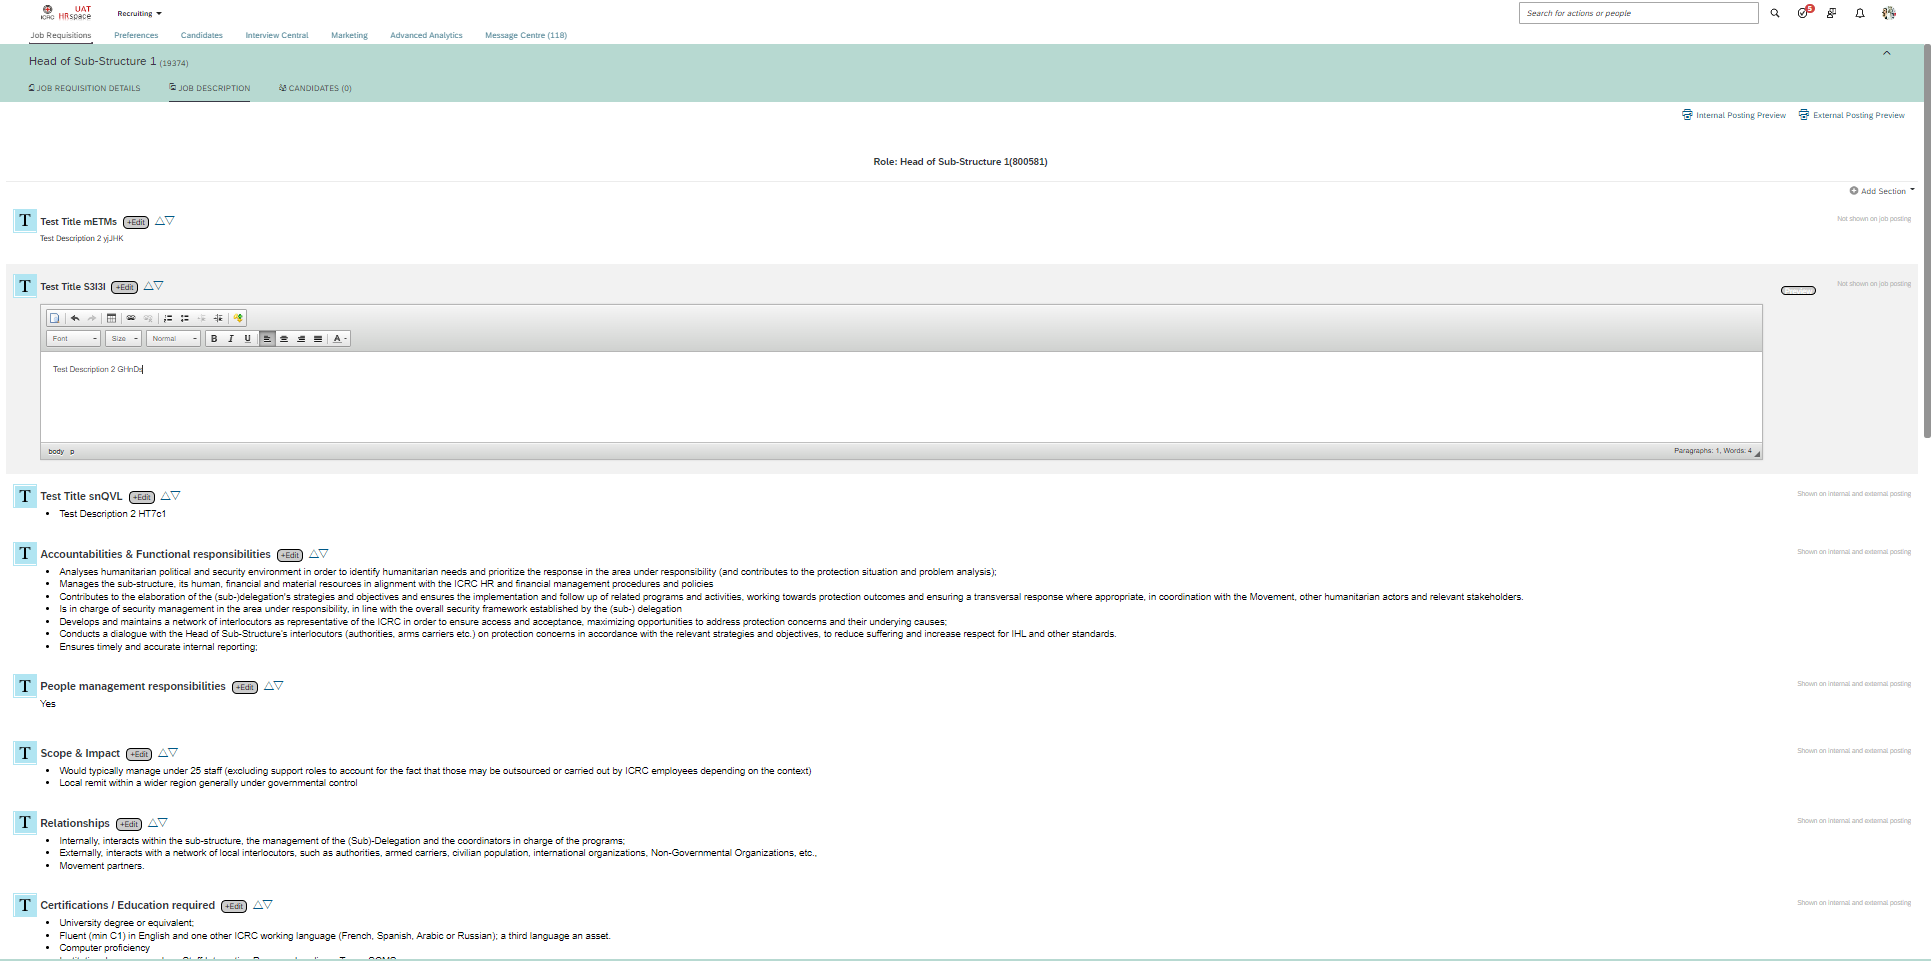 UAT
ICRC HRspace
Recruiting
Search for actions or people
5
Job Requisitions Preferences Candidates Interview Central Marketing Advanced Analytics Message Centre (118)
Head of Sub-Structure 1 (19374)
JOB REQUISITION DETAILS JOB DESCRIPTION CANDIDATES (0)
Internal Posting Preview External Posting Preview
Role: Head of Sub-Structure 1(800581)
Add Section
Test Title mETMs +Edit
Not shown on job posting
Test Description 2 yjJHK
Test Title S3I3I +Edit
Not shown on job posting
Font Size Normal B I U A
Test Description 2 GHnDs
body p
Paragraphs: 1, Words: 4
Test Title snQVL +Edit
Shown on internal and external posting
• Test Description 2 HT7c1
Accountabilities & Functional responsibilities +Edit
Shown on internal and external posting
• Analyses humanitarian political and security environment in order to identify humanitarian needs and prioritize the response in the area under responsibility (and contributes to the protection situation and problem analysis);
• Manages the sub-structure, its human, financial and material resources in alignment with the ICRC HR and financial management procedures and policies
• Contributes to the elaboration of the (sub-)delegation's strategies and objectives and ensures the implementation and follow up of related programs and activities, working towards protection outcomes and ensuring a transversal response where appropriate, in coordination with the Movement, other humanitarian actors and relevant stakeholders.
• Is in charge of security management in the area under responsibility, in line with the overall security framework established by the (sub-) delegation
• Develops and maintains a network of interlocutors as representative of the ICRC in order to ensure access and acceptance, maximizing opportunities to address protection concerns and their underlying causes;
• Conducts a dialogue with the Head of Sub-Structure's interlocutors (authorities, arms carriers etc.) on protection concerns in accordance with the relevant strategies and objectives, to reduce suffering and increase respect for IHL and other standards.
• Ensures timely and accurate internal reporting;
People management responsibilities +Edit
Shown on internal and external posting
Yes
Scope & Impact +Edit
Shown on internal and external posting
• Would typically manage under 25 staff (excluding support roles to account for the fact that those may be outsourced or carried out by ICRC employees depending on the context)
• Local remit within a wider region generally under governmental control
Relationships +Edit
Shown on internal and external posting
• Internally, interacts within the sub-structure, the management of the (Sub)-Delegation and the coordinators in charge of the programs;
• Externally, interacts with a network of local interlocutors, such as authorities, armed carriers, civilian population, international organizations, Non-Governmental Organizations, etc.,
• Movement partners.
Certifications / Education required +Edit
Shown on internal and external posting
• University degree or equivalent;
• Fluent (min C1) in English and one other ICRC working language (French, Spanish, Arabic or Russian); a third language an asset.
• Computer proficiency